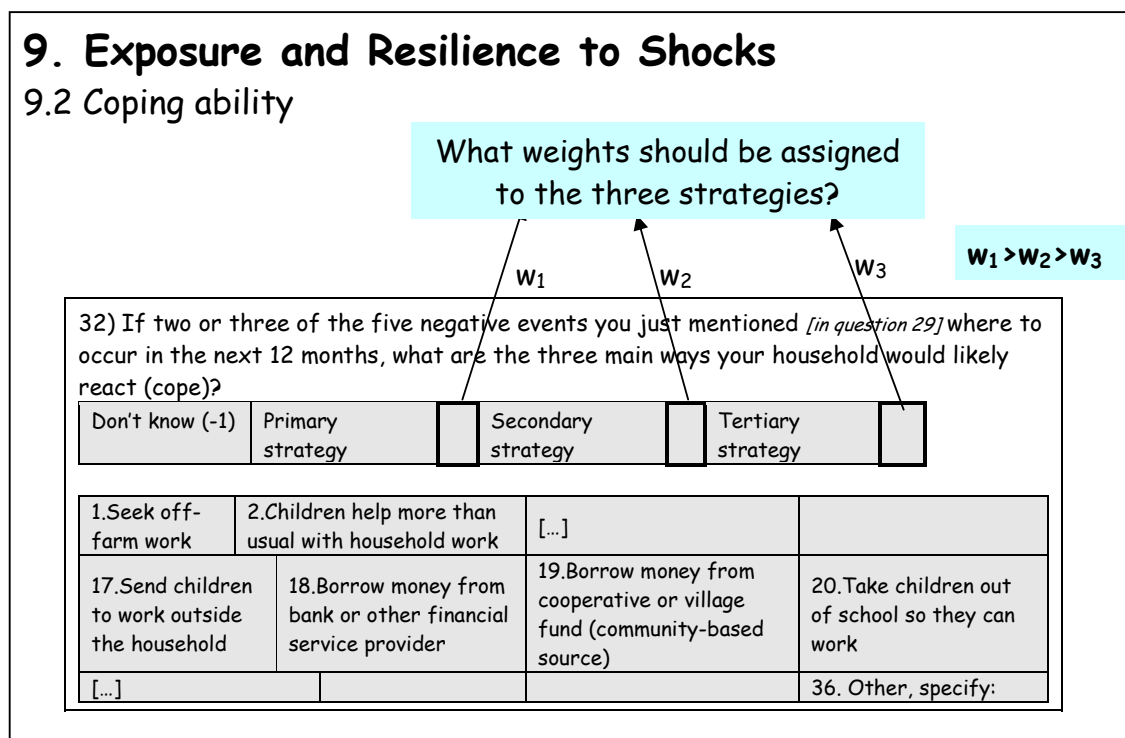 9. Exposure and Resilience to Shocks
9.2 Coping ability
What weights should be assigned
to the three strategies?
w1>w2>w3
w1
w2
w3
32) If two or three of the five negative events you just mentioned [in question 29] where to
occur in the next 12 months, what are the three main ways your household would likely
react (cope)?
Don't know (-1)
Primary
strategy
Secondary
strategy
Tertiary
strategy
1.Seek off-
farm work
2.Children help more than
usual with household work
[…]
17.Send children
to work outside
the household
18.Borrow money from
bank or other financial
service provider
19.Borrow money from
cooperative or village
fund (community-based
source)
20.Take children out
of school so they can
work
[…]
36. Other, specify: